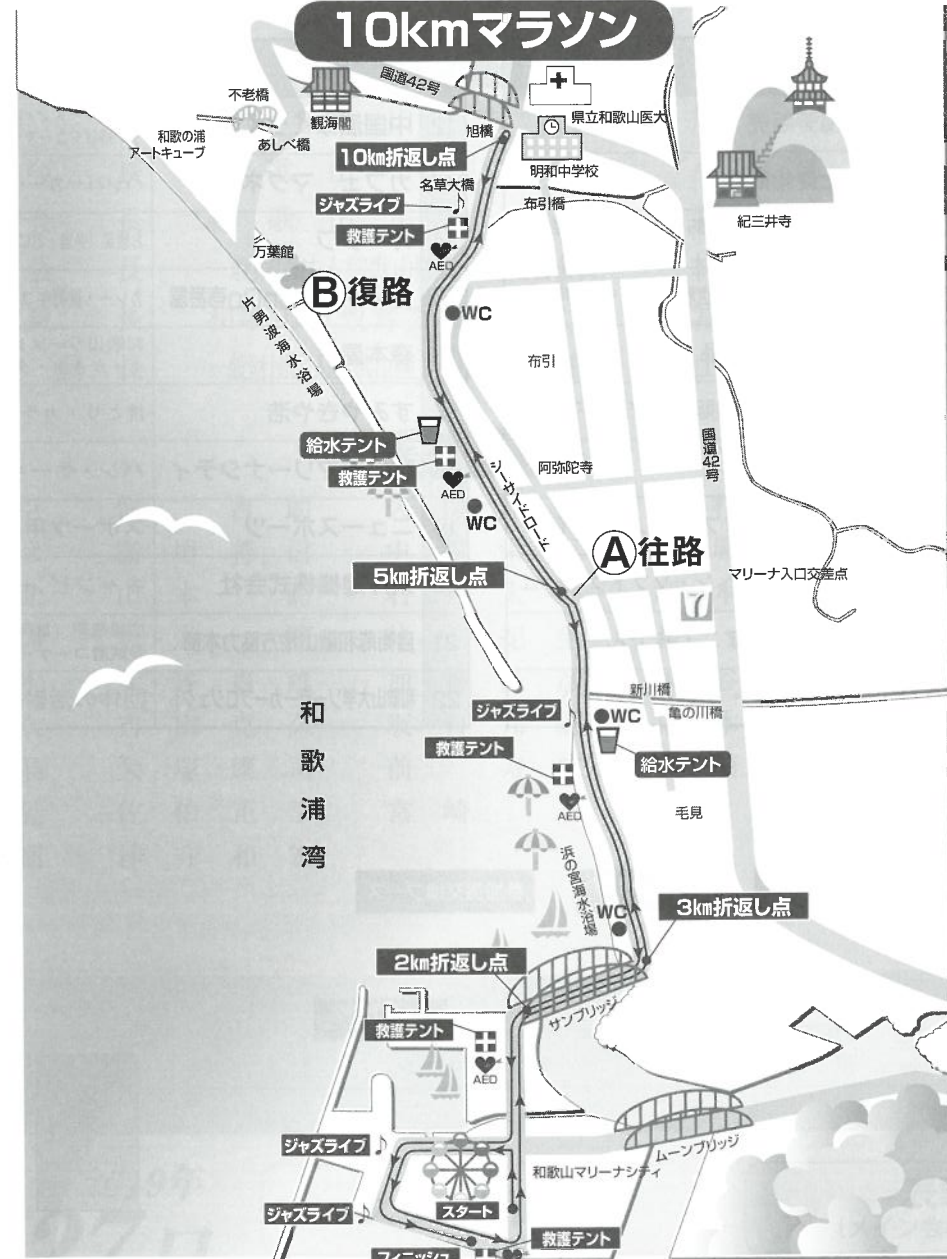 10kmマラソン
国道42号
不老橋
観海閣
県立和歌山医大
旭橋
和歌の浦
アートキューブ
あしべ橋
10km折返し点
明和中学校
名草大橋
ジャズライブ
布引橋
紀三井寺
救護テント
AED
万葉館
B復路
WC
片男波海水浴場
布引
給水テント
救護テント
AED
WC
シーサイドロード
阿弥陀寺
国道42号
A往路
5km折返し点
マリーナ入口交差点
7
新川橋
亀の川橋
ジャズライブ
WC
救護テント
給水テント
AED
毛見
和歌浦湾
浜の宮海水浴場
WC
3km折返し点
2km折返し点
サンブリッジ
救護テント
AED
ムーンブリッジ
ジャズライブ
和歌山マリーナシティ
スタート
ジャズライブ
救護テント
フィニッシュ